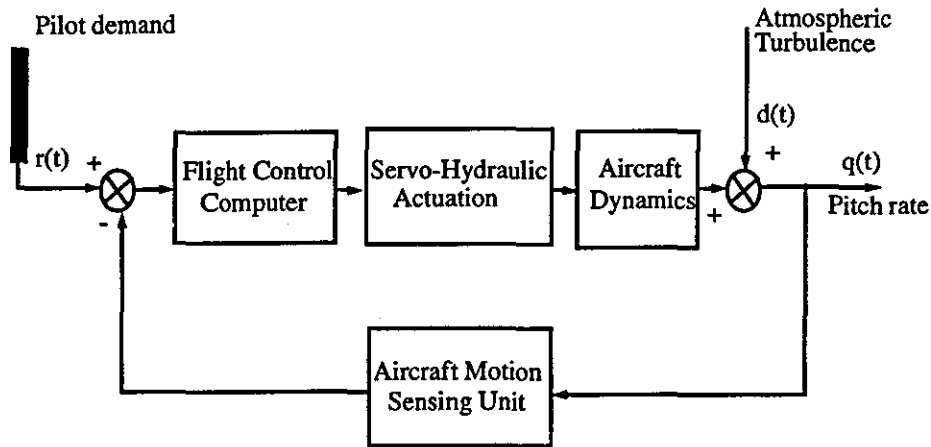 Pilot demand
Atmospheric
Turbulence
d(t)
r(t)
+
-
Flight Control
Computer
Servo-Hydraulic
Actuation
Aircraft
Dynamics
+
+
q(t)
Pitch rate
Aircraft Motion
Sensing Unit